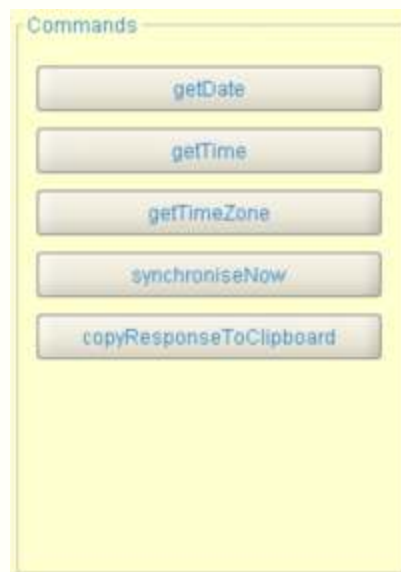 Commands
getDate
getTime
getTimeZone
synchroniseNow
copyResponseToClipboard